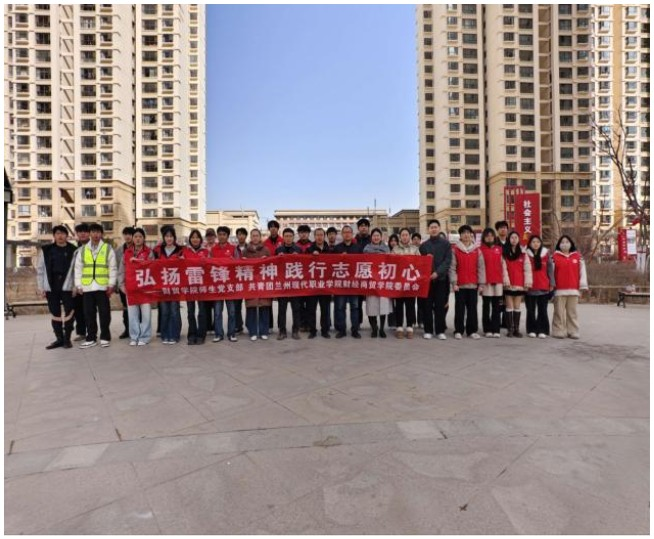 弘扬雷锋精神践行志愿初心
财贸学院师生党支部 共青团兰州现代职业学院财经商贸学院委员会
社会主义